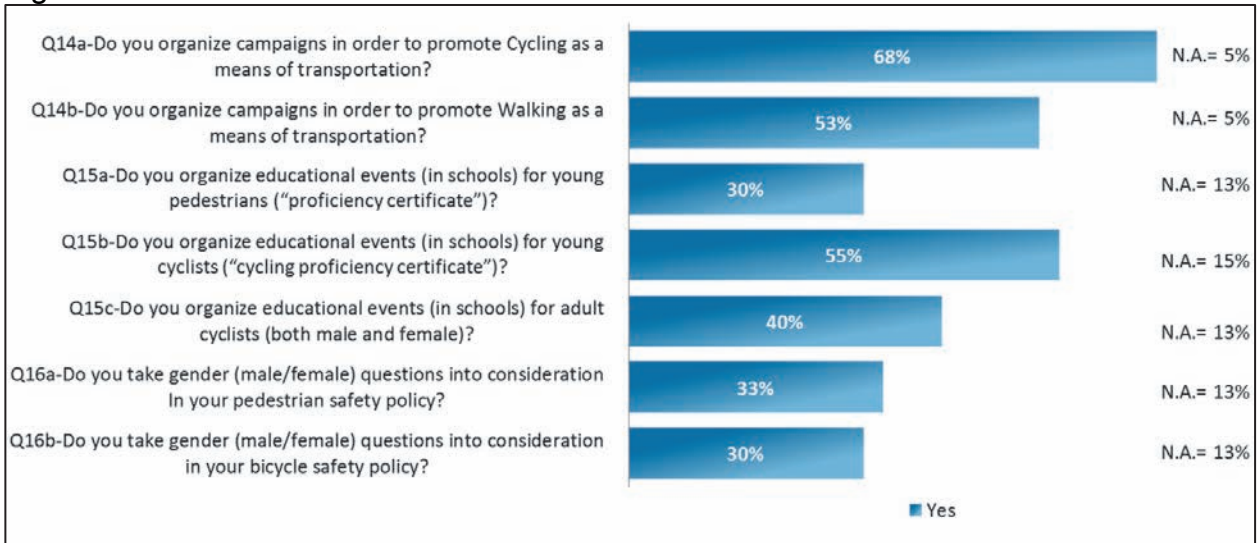 Q14a-Do you organize campaigns in order to promote Cycling as a
means of transportation?
68%
N.A.= 5%
Q14b-Do you organize campaigns in order to promote Walking as a
means of transportation?
53%
N.A.= 5%
Q15a-Do you organize educational events (in schools) for young
pedestrians (“proficiency certificate”)?
30%
N.A.= 13%
Q15b-Do you organize educational events (in schools) for young
cyclists (“cycling proficiency certificate”)?
55%
N.A.= 15%
Q15c-Do you organize educational events (in schools) for adult
cyclists (both male and female)?
40%
N.A.= 13%
Q16a-Do you take gender (male/female) questions into consideration
In your pedestrian safety policy?
33%
N.A.= 13%
Q16b-Do you take gender (male/female) questions into consideration
in your bicycle safety policy?
30%
N.A.= 13%
Yes